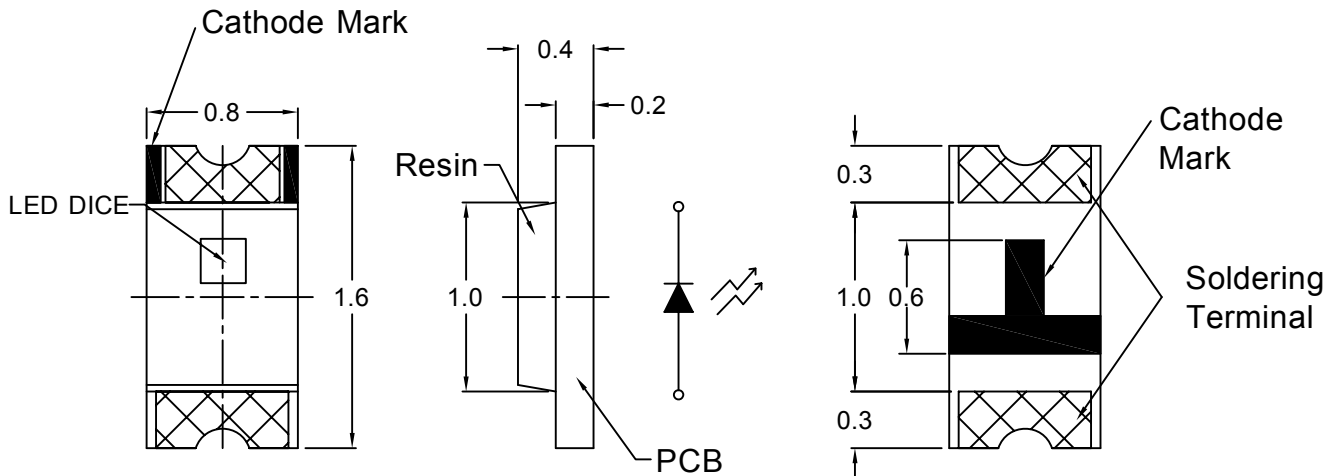 Cathode Mark
0.8
LED DICE
1.6
0.4
0.2
Resin
1.0
PCB
Cathode
Mark
0.3
1.0
0.6
Soldering
Terminal
0.3